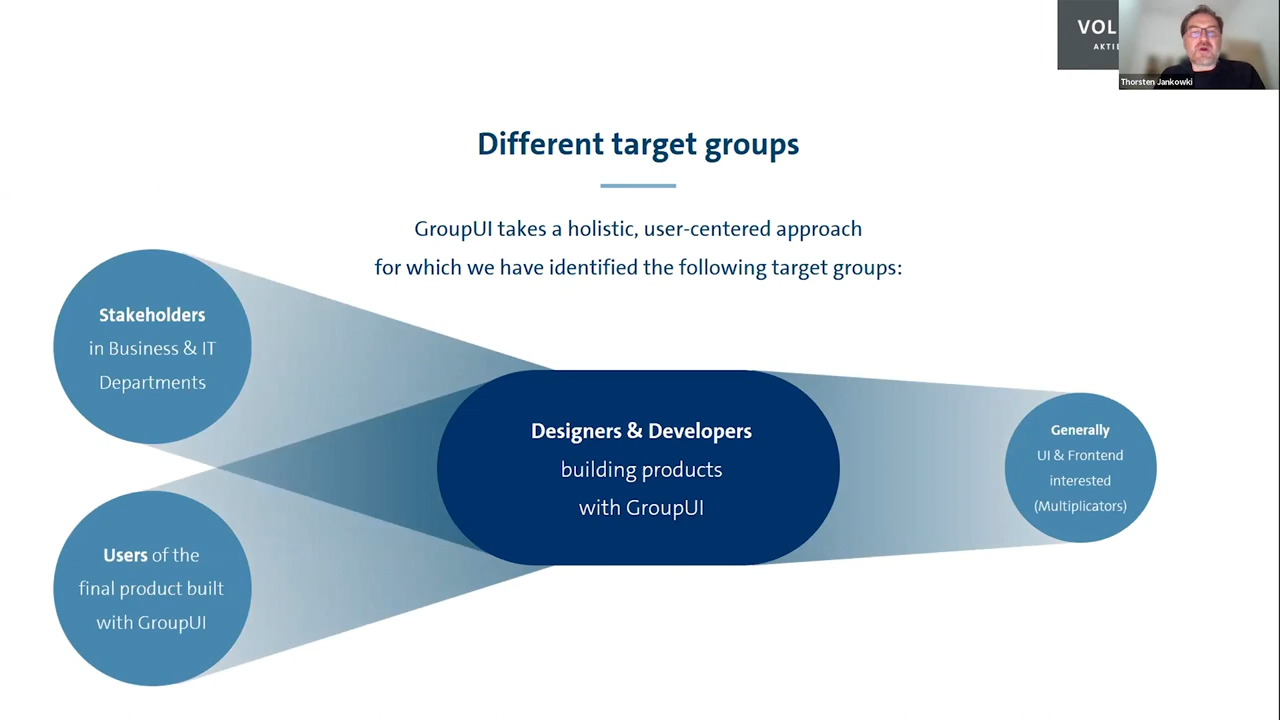 VOL
AKTIE
Thorsten Jankowki
Different target groups
GroupUI takes a holistic, user-centered approach
for which we have identified the following target groups:
Stakeholders
in Business & IT
Departments
Users of the
final product built
with GroupUI
Designers & Developers
building products
with GroupUI
Generally
UI & Frontend
interested
(Multiplicators)